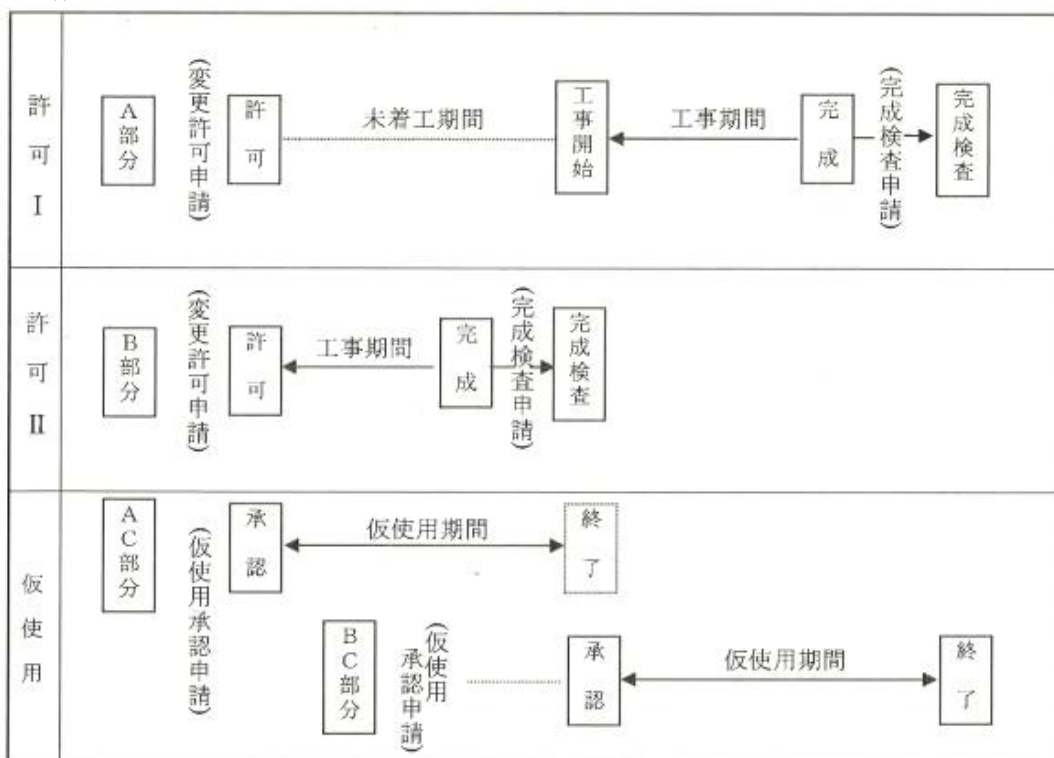 許可Ⅰ
A部分
(変更許可申請)
許可
未着工期間
工事開始
工事期間
完成
(完成検査申請)
完成検査
許可Ⅱ
B部分
(変更許可申請)
許可
工事期間
完成
(完成検査申請)
完成検査
仮使用
AC部分
(仮使用承認申請)
承認
仮使用期間
終了
BC部分
(仮使用
承認申請)
承認
仮使用期間
終了